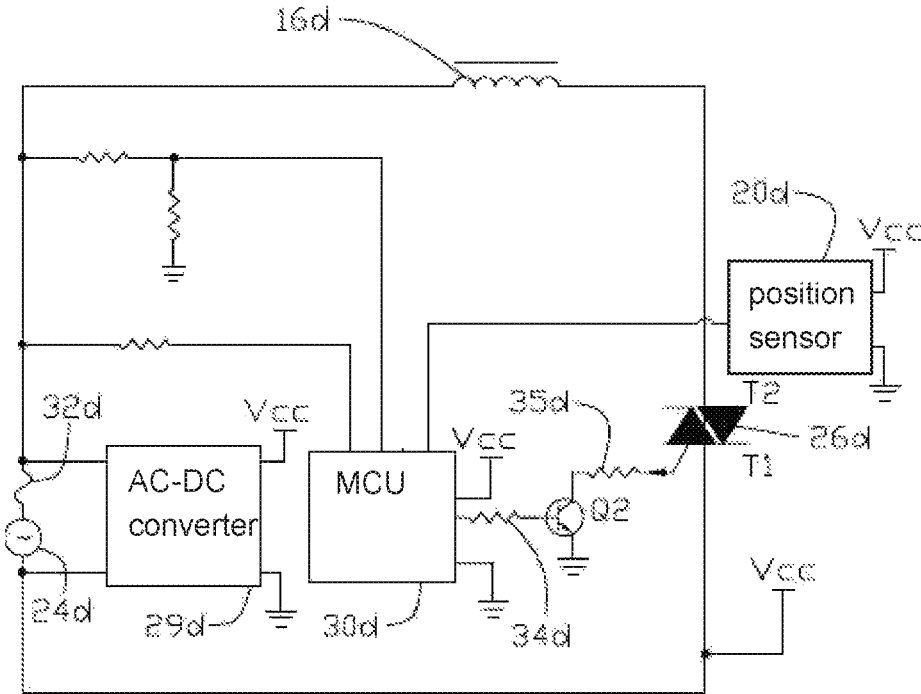 16d
20d
Vcc
position
sensor
T2
35d
26d
32d
Vcc
Vcc
T1
AC-DC
converter
MCU
Q2
Vcc
24d
29d
30d
34d
~